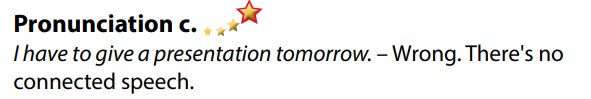 Pronunciation c.
I have to give a presentation tomorrow. – Wrong. There's no
connected speech.